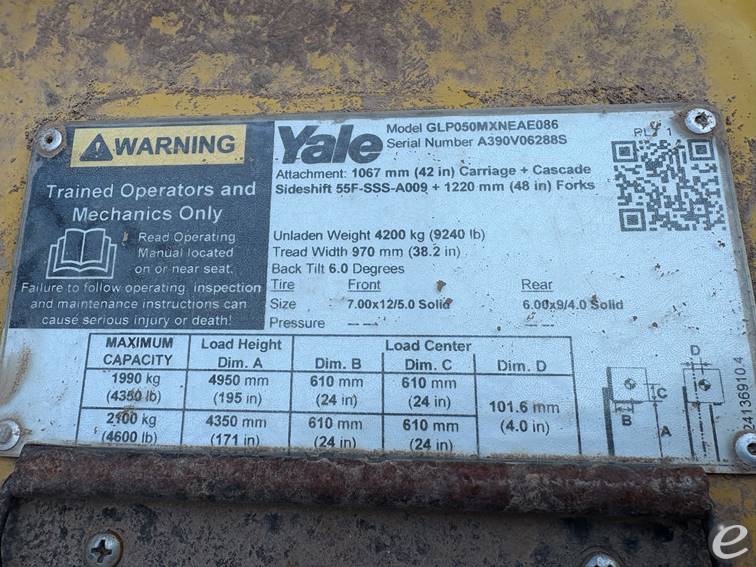 WARNING
Trained Operators and
Mechanics Only
Read Operating
Manual located
on or near seat.
Failure to follow operating, inspection
and maintenance instructions can
cause serious injury or death!
Yale
Model GLP050MXNEAE086
Serial Number A390V06288S
PLT 1
Attachment: 1067 mm (42 in) Carriage + Cascade
Sideshift 55F-SSS-A009 + 1220 mm (48 in) Forks
Unladen Weight 4200 kg (9240 lb)
Tread Width 970 mm (38.2 in)
Back Tilt 6.0 Degrees
Tire Front Rear
Size 7.00x12/5.0 Solid 6.00x9/4.0 Solid
Pressure -- -- -- --
MAXIMUM CAPACITY Load Height Dim. A Load Center Dim. B Dim. C Dim. D
1990 kg (4350 lb) 4950 mm (195 in) 610 mm (24 in) 610 mm (24 in) 101.6 mm (4.0 in)
2100 kg (4600 lb) 4350 mm (171 in) 610 mm (24 in) 610 mm (24 in)
D
C
B
A
24136910.4
e